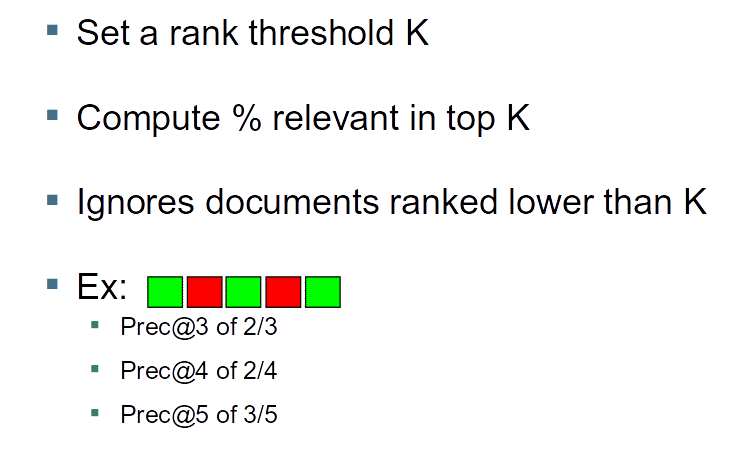 Set a rank threshold K
Compute % relevant in top K
Ignores documents ranked lower than K
Ex:
Prec@3 of 2/3
Prec@4 of 2/4
Prec@5 of 3/5